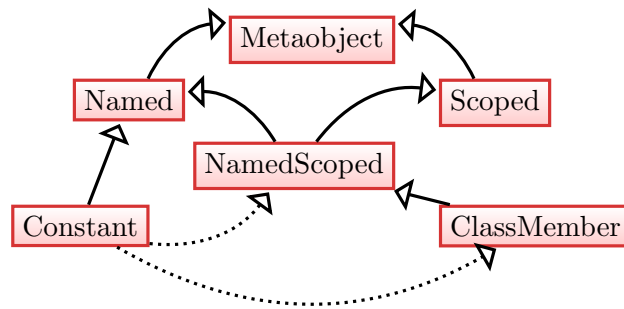 Metaobject
Named
Scoped
NamedScoped
Constant
ClassMember